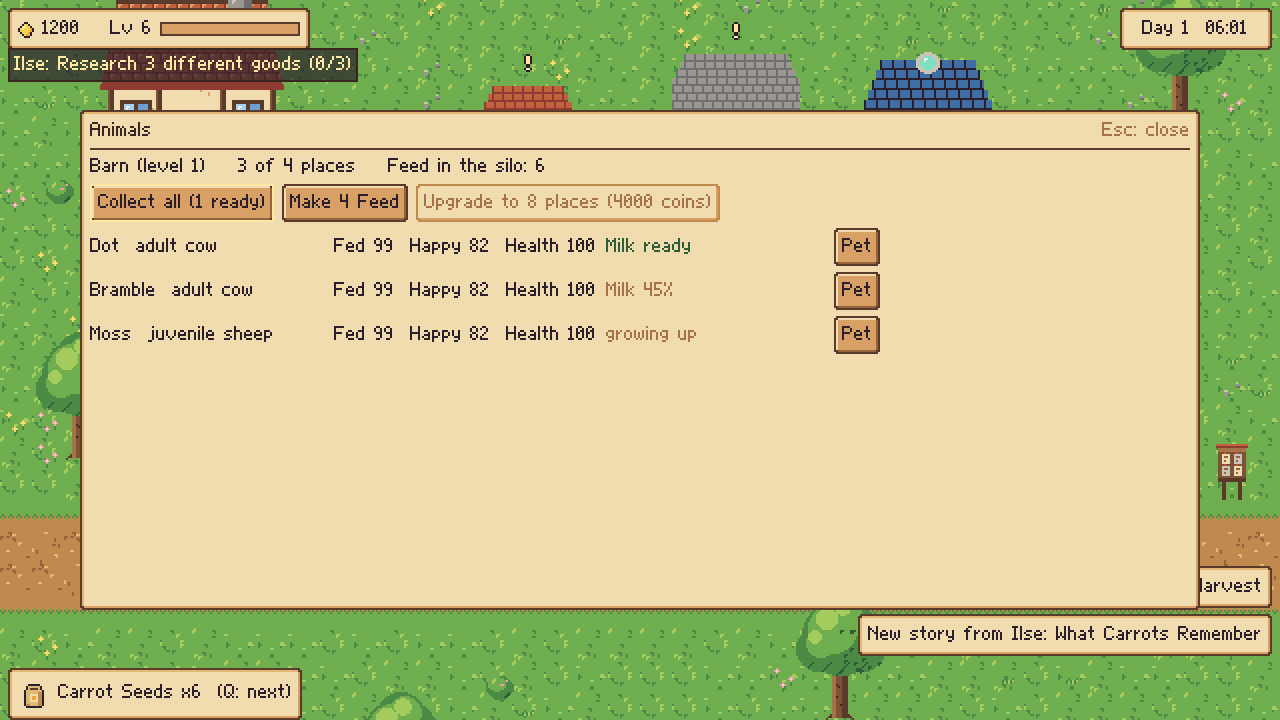 1200 Lv 6
Day 1 06:01
Ilse: Research 3 different goods (0/3)
Animals Esc: close
Barn (level 1) 3 of 4 places Feed in the silo: 6
Collect all (1 ready) Make 4 Feed Upgrade to 8 places (4000 coins)
Dot adult cow Fed 99 Happy 82 Health 100 Milk ready Pet
Bramble adult cow Fed 99 Happy 82 Health 100 Milk 45% Pet
Moss juvenile sheep Fed 99 Happy 82 Health 100 growing up Pet
New story from Ilse: What Carrots Remember
Carrot Seeds x6 (Q: next)